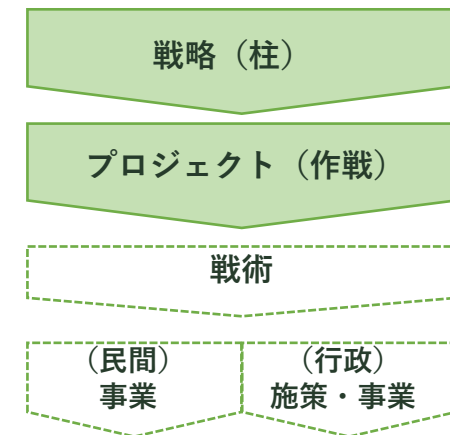 戦略（柱）
プロジェクト（作戦）
戦術
（民間）
事業
（行政）
施策・事業